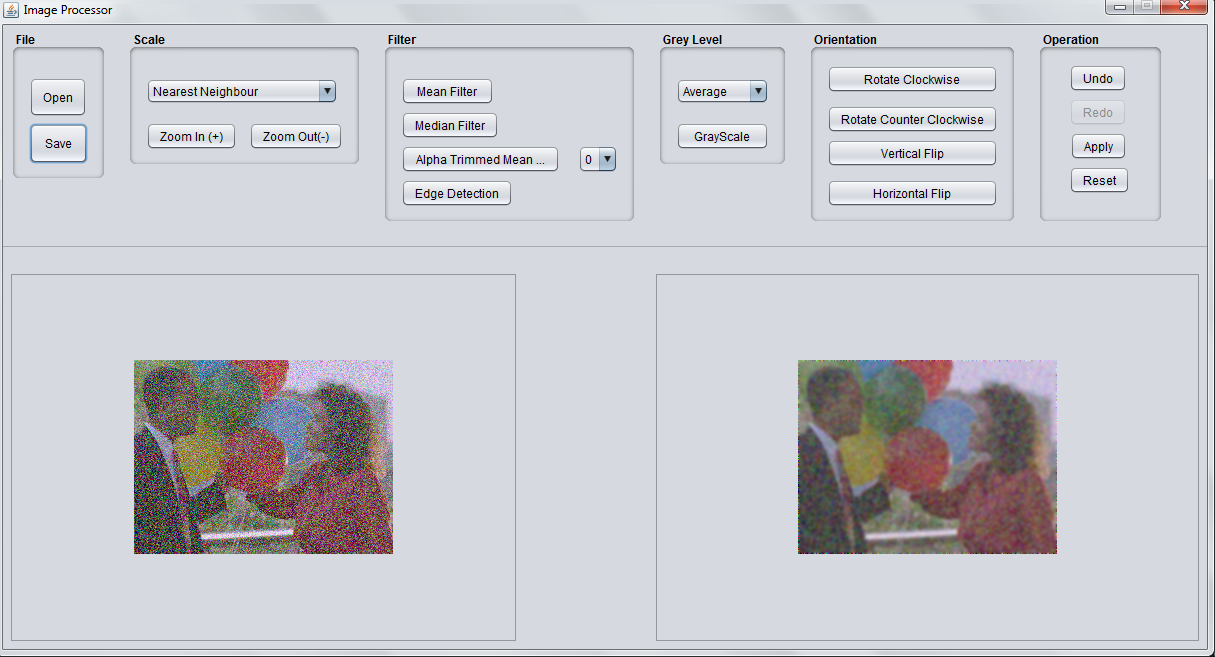 Image Processor
File
Open
Save
Scale
Nearest Neighbour
Zoom In (+)
Zoom Out(-)
Filter
Mean Filter
Median Filter
Alpha Trimmed Mean ...
0
Edge Detection
Grey Level
Average
GrayScale
Orientation
Rotate Clockwise
Rotate Counter Clockwise
Vertical Flip
Horizontal Flip
Operation
Undo
Redo
Apply
Reset